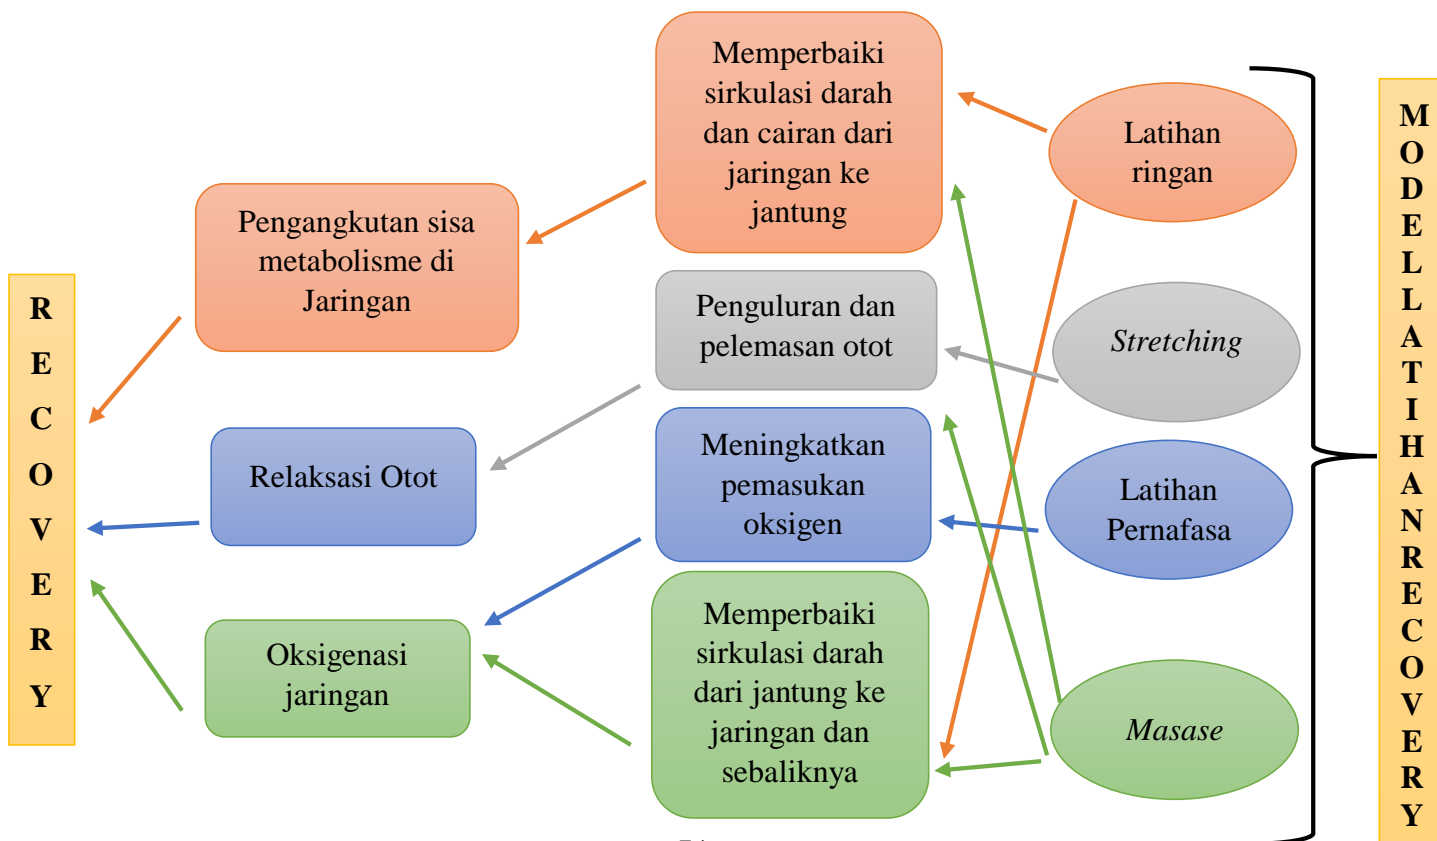 R
E
C
O
V
E
R
Y
Pengangkutan sisa
metabolisme di
Jaringan
Relaksasi Otot
Oksigenasi
jaringan
Memperbaiki
sirkulasi darah
dan cairan dari
jaringan ke
jantung
Penguluran dan
pelemasan otot
Meningkatkan
pemasukan
oksigen
Memperbaiki
sirkulasi darah
dari jantung ke
jaringan dan
sebaliknya
Latihan
ringan
Stretching
Latihan
Pernafasa
Masase
M
O
D
E
L
L
A
T
I
H
A
N
R
E
C
O
V
E
R
Y